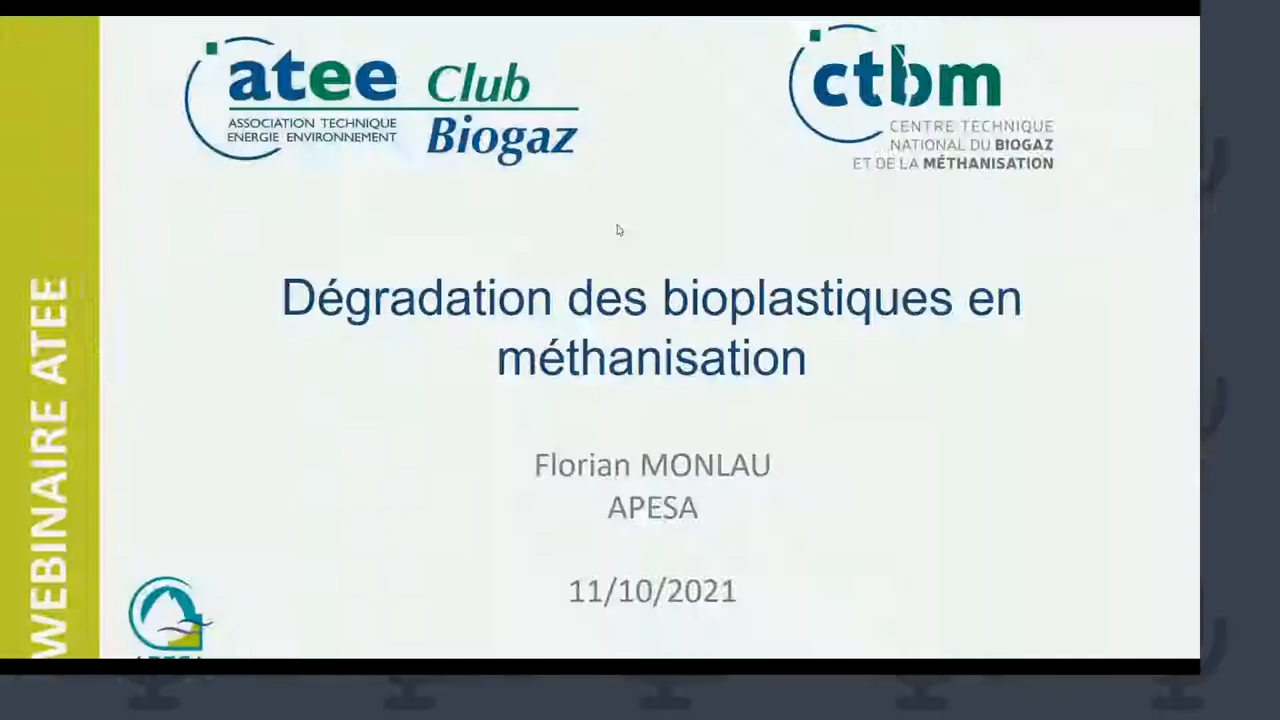 atee Club
ASSOCIATION TECHNIQUE
ENERGIE ENVIRONNEMENT
Biogaz
ctbm
CENTRE TECHNIQUE
NATIONAL DU BIOGAZ
ET DE LA MÉTHANISATION
WEBINAIRE ATEE
Dégradation des bioplastiques en
méthanisation
Florian MONLAU
APESA
11/10/2021